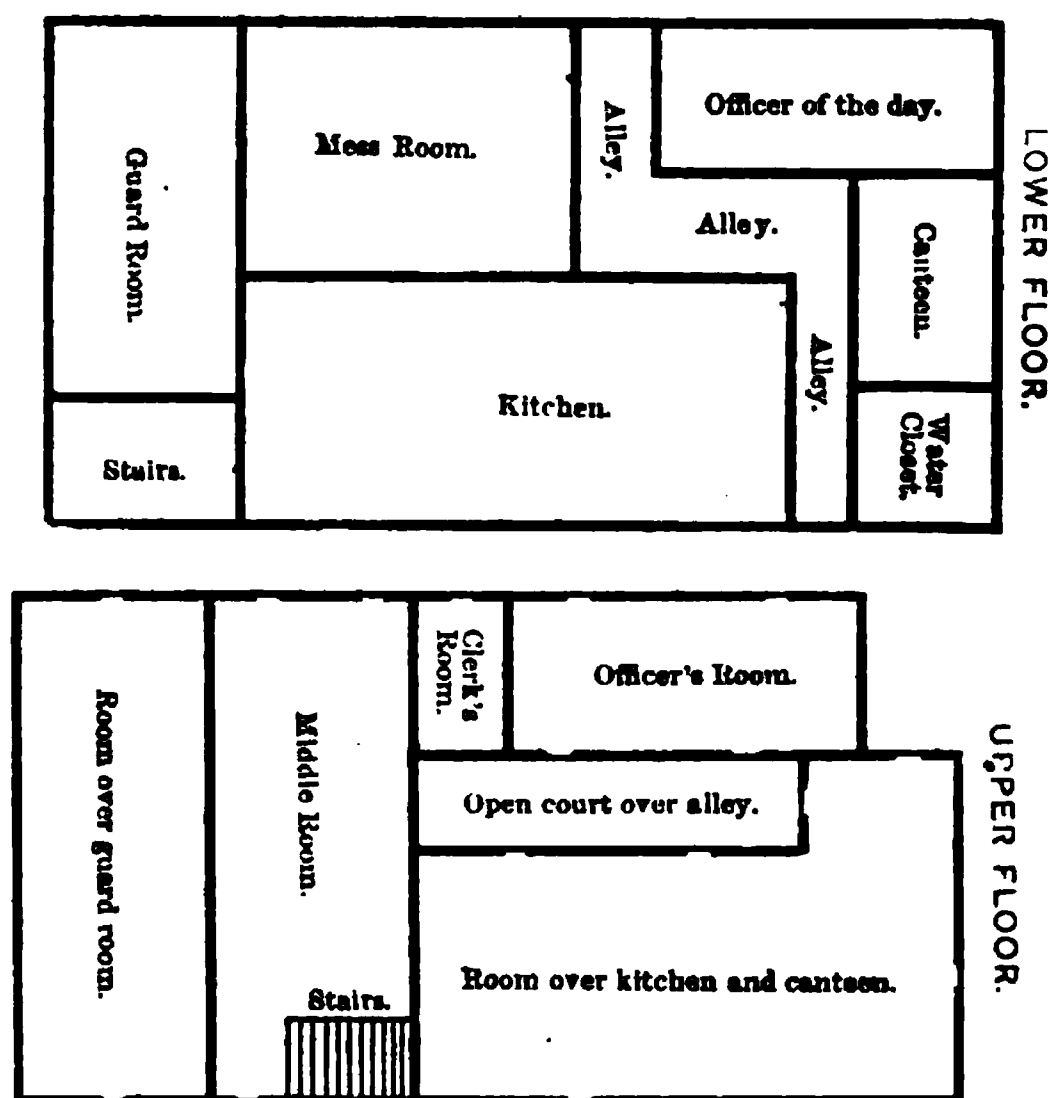 LOWER FLOOR.
Guard Room.
Mess Room.
Alley.
Officer of the day.
Alley.
Canteen.
Alley.
Kitchen.
Stairs.
Water
Closet.
UPPER FLOOR.
Room over guard room.
Middle Room.
Clerk's
Room.
Officer's Room.
Open court over alley.
Room over kitchen and canteen.
Stairs.